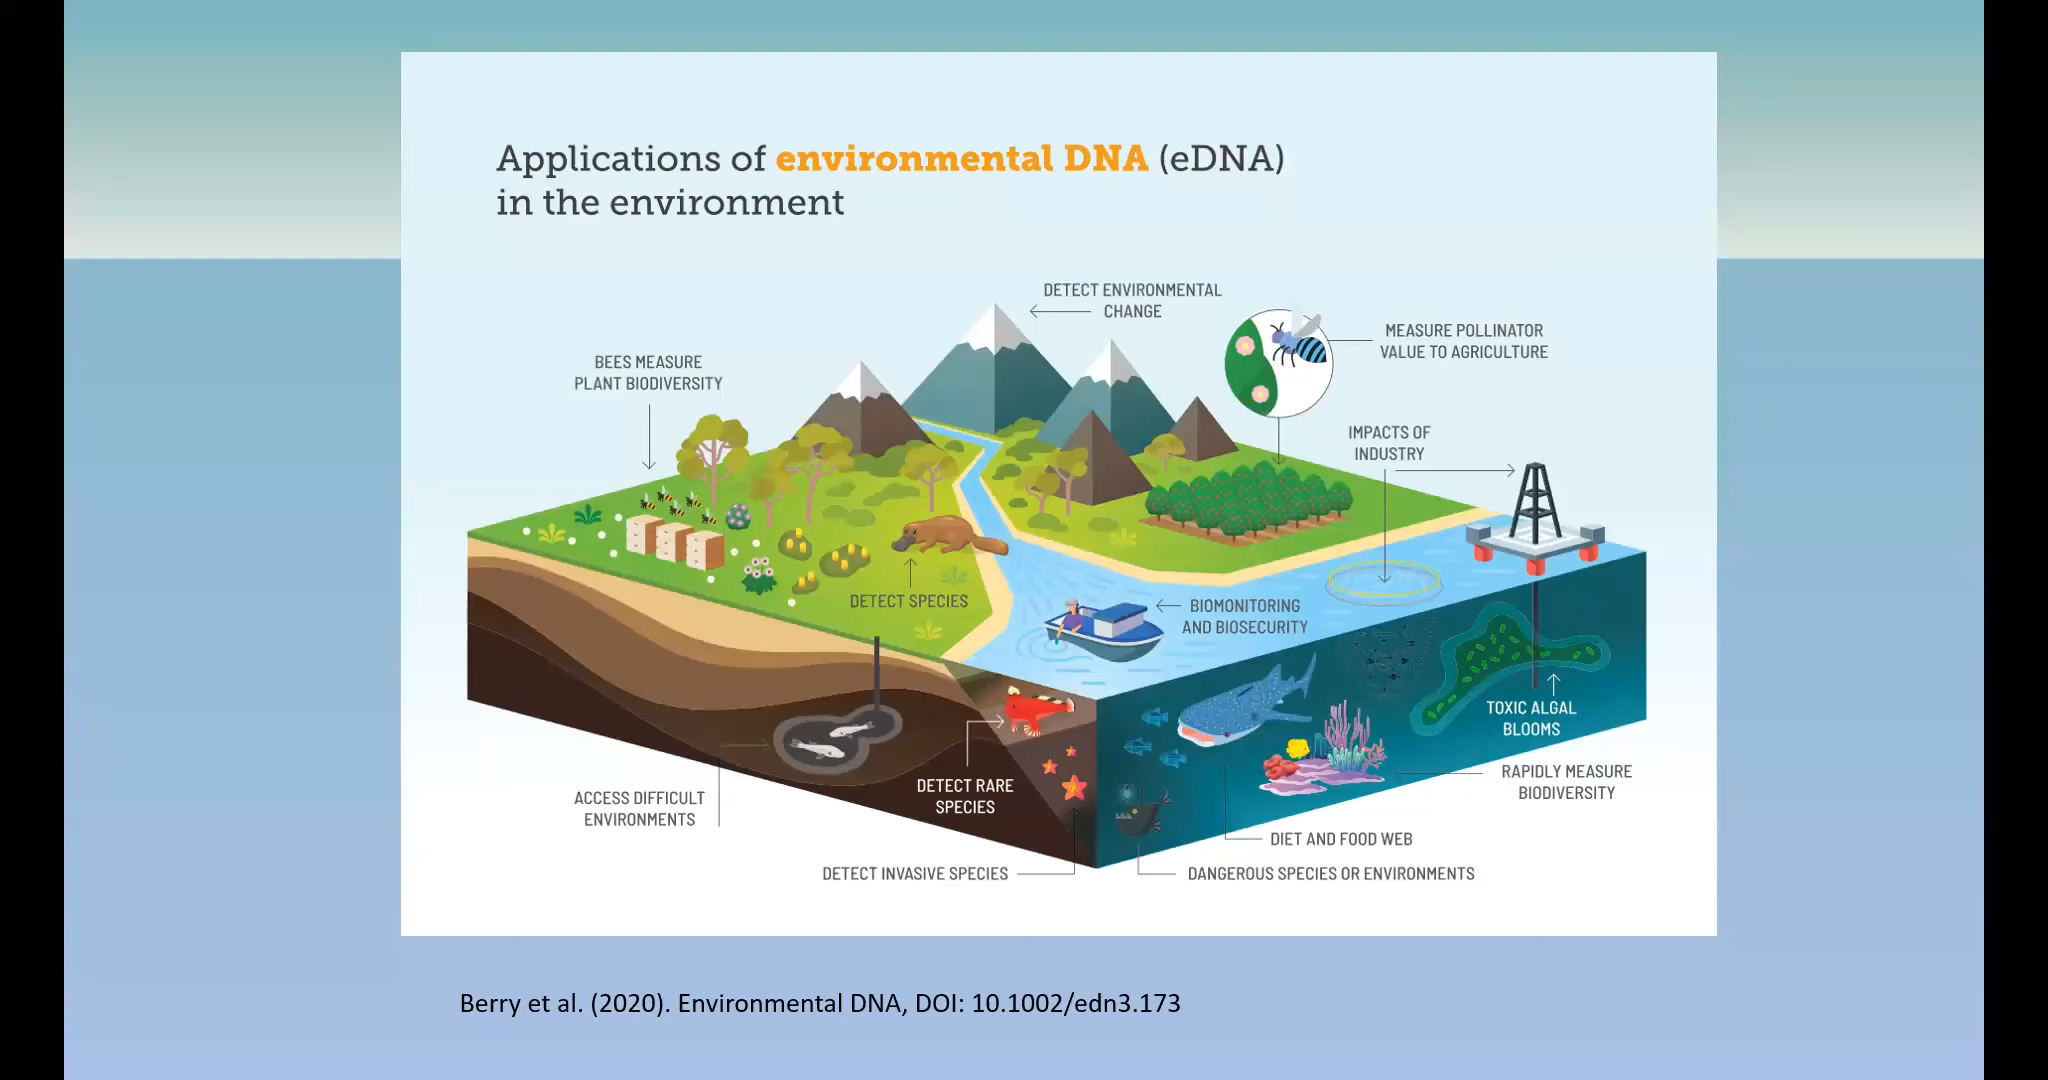 Applications of environmental DNA (eDNA)
in the environment
DETECT ENVIRONMENTAL
CHANGE
MEASURE POLLINATOR
VALUE TO AGRICULTURE
BEES MEASURE
PLANT BIODIVERSITY
IMPACTS OF
INDUSTRY
DETECT SPECIES
BIOMONITORING
AND BIOSECURITY
TOXIC ALGAL
BLOOMS
RAPIDLY MEASURE
BIODIVERSITY
DETECT RARE
SPECIES
ACCESS DIFFICULT
ENVIRONMENTS
DIET AND FOOD WEB
DETECT INVASIVE SPECIES
DANGEROUS SPECIES OR ENVIRONMENTS
Berry et al. (2020). Environmental DNA, DOI: 10.1002/edn3.173